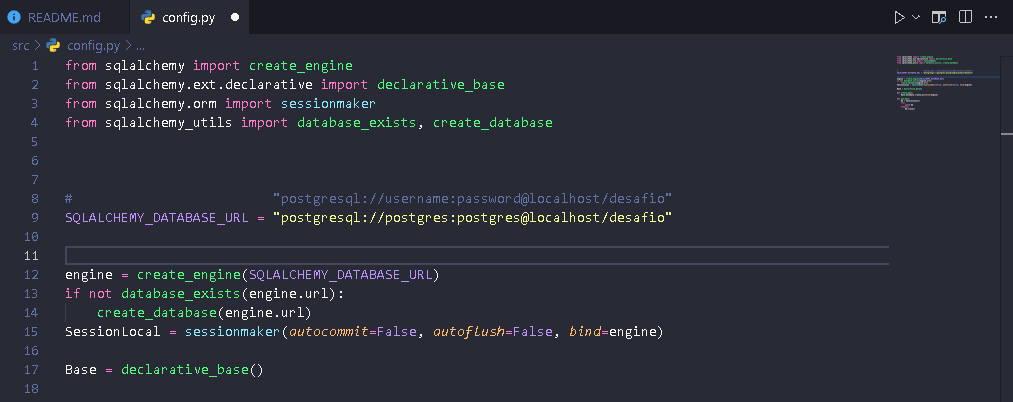 README.md config.py
src > config.py > ...
1 from sqlalchemy import create_engine
2 from sqlalchemy.ext.declarative import declarative_base
3 from sqlalchemy.orm import sessionmaker
4 from sqlalchemy_utils import database_exists, create_database
5
6
7
8 # "postgresql://username:password@localhost/desafio"
9 SQLALCHEMY_DATABASE_URL = "postgresql://postgres:postgres@localhost/desafio"
10
11
12 engine = create_engine(SQLALCHEMY_DATABASE_URL)
13 if not database_exists(engine.url):
14 create_database(engine.url)
15 SessionLocal = sessionmaker(autocommit=False, autoflush=False, bind=engine)
16
17 Base = declarative_base()
18